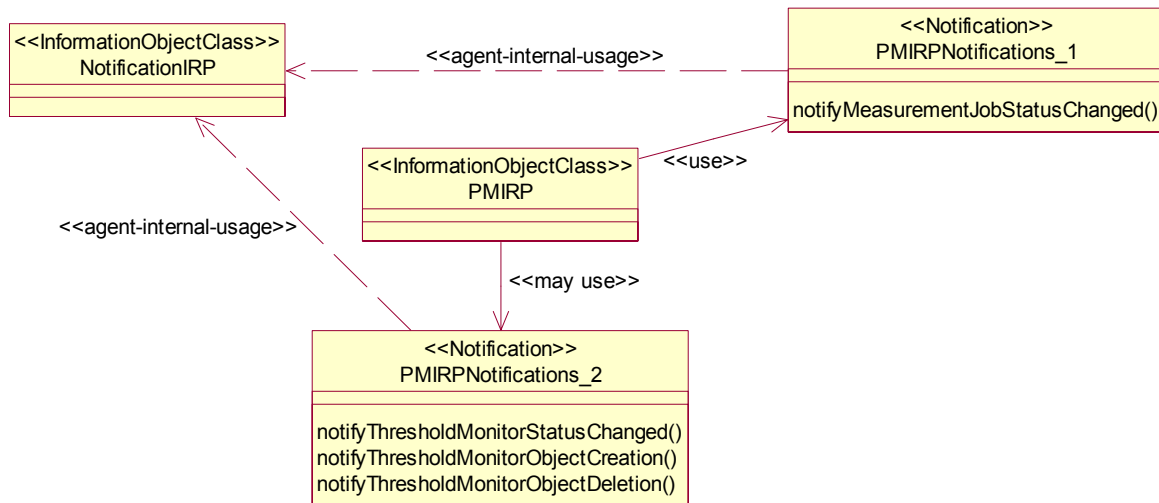 <<InformationObjectClass>>
NotificationIRP
<<agent-internal-usage>>
<<Notification>>
PMIRPNotifications_1
notifyMeasurementJobStatusChanged()
<<InformationObjectClass>>
PMIRP
<<use>>
<<agent-internal-usage>>
<<may use>>
<<Notification>>
PMIRPNotifications_2
notifyThresholdMonitorStatusChanged()
notifyThresholdMonitorObjectCreation()
notifyThresholdMonitorObjectDeletion()